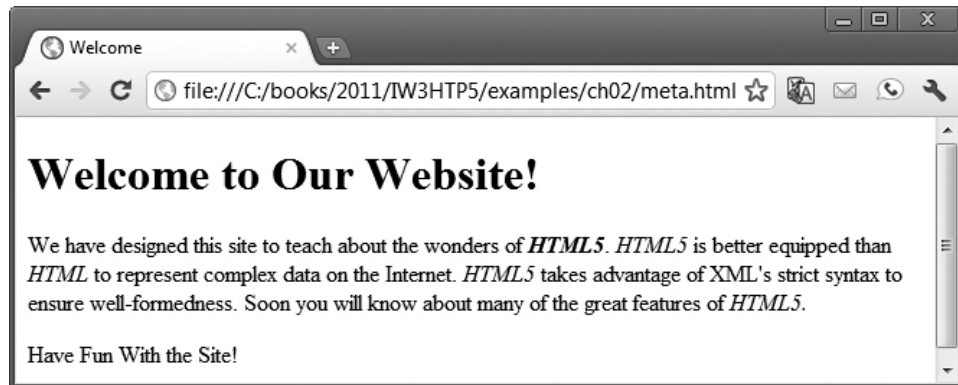 Welcome
file:///C:/books/2011/IW3HTP5/examples/ch02/meta.html
Welcome to Our Website!
We have designed this site to teach about the wonders of HTML5. HTML5 is better equipped than
HTML to represent complex data on the Internet. HTML5 takes advantage of XML's strict syntax to
ensure well-formedness. Soon you will know about many of the great features of HTML5.
Have Fun With the Site!